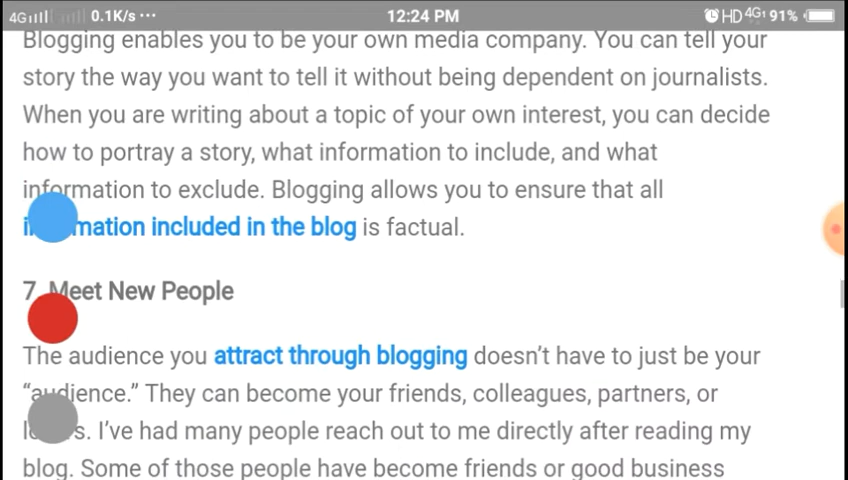 4G 0.1K/s ··· 12:24 PM HD 4G 91%
Blogging enables you to be your own media company. You can tell your
story the way you want to tell it without being dependent on journalists.
When you are writing about a topic of your own interest, you can decide
how to portray a story, what information to include, and what
information to exclude. Blogging allows you to ensure that all
information included in the blog is factual.
7. Meet New People
The audience you attract through blogging doesn’t have to just be your
“audience.” They can become your friends, colleagues, partners, or
I’ve had many people reach out to me directly after reading my
blog. Some of those people have become friends or good business